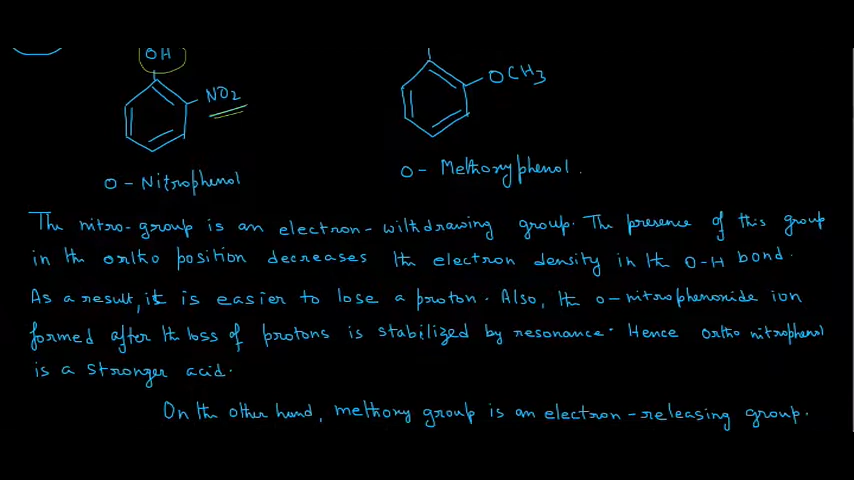 OH
NO2
OCH3
O - Nitrophenol
O - Methoxyphenol.
The nitro-group is an electron-withdrawing group. The presence of this group
in the ortho position decreases the electron density in the O-H bond.
As a result, it is easier to lose a proton. Also, the o-nitrophenoxide ion
formed after the loss of protons is stabilized by resonance. Hence ortho nitrophenol
is a stronger acid.
On the other hand, methoxy group is an electron-releasing group.